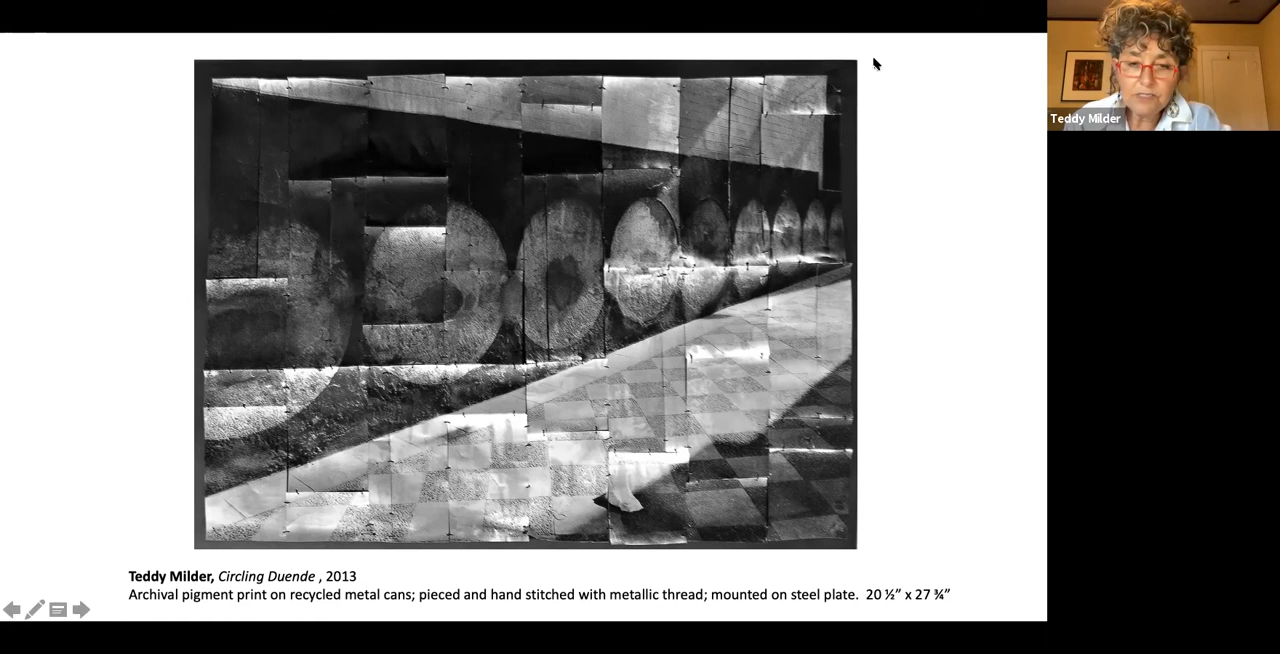 Teddy Milder
Teddy Milder, Circling Duende , 2013
Archival pigment print on recycled metal cans; pieced and hand stitched with metallic thread; mounted on steel plate.  20 ½” x 27 ¾”